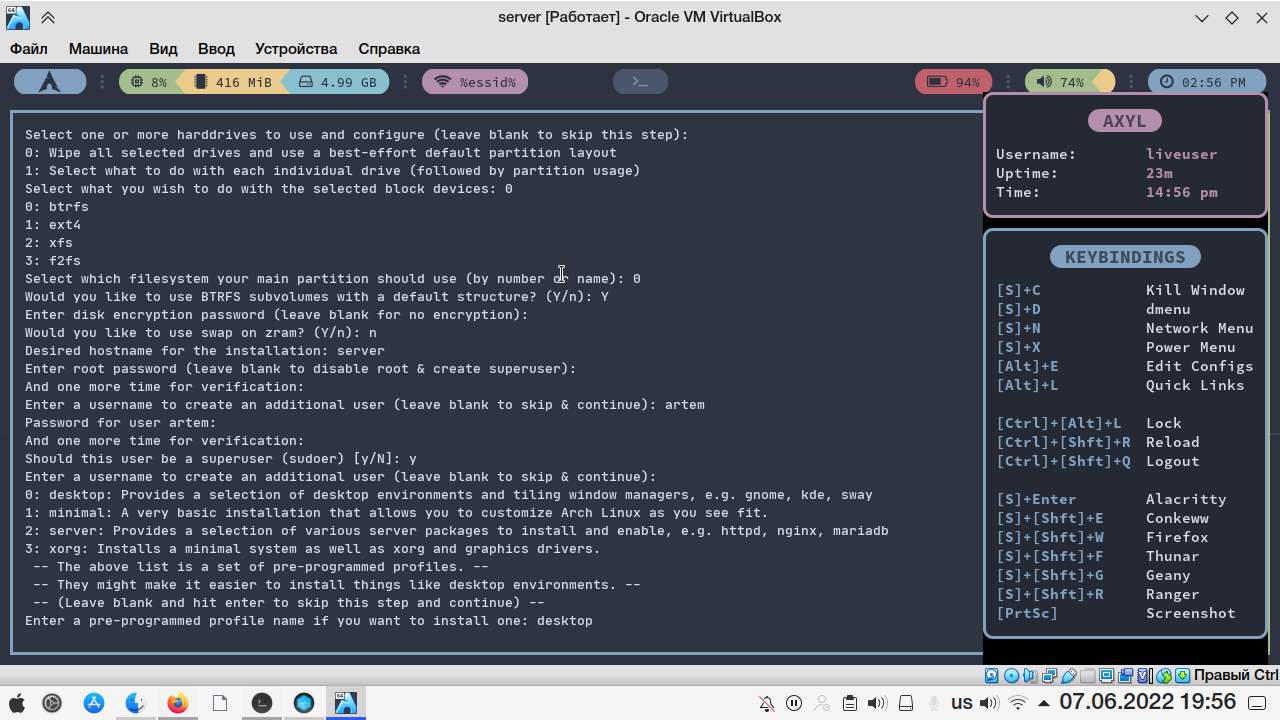 server [Работает] - Oracle VM VirtualBox
Файл Машина Вид Ввод Устройства Справка
8% 416 MiB 4.99 GB %essid% >_ 94% 74% 02:56 PM
Select one or more harddrives to use and configure (leave blank to skip this step):
0: Wipe all selected drives and use a best-effort default partition layout
1: Select what to do with each individual drive (followed by partition usage)
Select what you wish to do with the selected block devices: 0
0: btrfs
1: ext4
2: xfs
3: f2fs
Select which filesystem your main partition should use (by number or name): 0
Would you like to use BTRFS subvolumes with a default structure? (Y/n): Y
Enter disk encryption password (leave blank for no encryption):
Would you like to use swap on zram? (Y/n): n
Desired hostname for the installation: server
Enter root password (leave blank to disable root & create superuser):
And one more time for verification:
Enter a username to create an additional user (leave blank to skip & continue): artem
Password for user artem:
And one more time for verification:
Should this user be a superuser (sudoer) [y/N]: y
Enter a username to create an additional user (leave blank to skip & continue):
0: desktop: Provides a selection of desktop environments and tiling window managers, e.g. gnome, kde, sway
1: minimal: A very basic installation that allows you to customize Arch Linux as you see fit.
2: server: Provides a selection of various server packages to install and enable, e.g. httpd, nginx, mariadb
3: xorg: Installs a minimal system as well as xorg and graphics drivers.
-- The above list is a set of pre-programmed profiles. --
-- They might make it easier to install things like desktop environments. --
-- (Leave blank and hit enter to skip this step and continue) --
Enter a pre-programmed profile name if you want to install one: desktop
AXYL
Username: liveuser
Uptime: 23m
Time: 14:56 pm
KEYBINDINGS
[S]+C Kill Window
[S]+D dmenu
[S]+N Network Menu
[S]+X Power Menu
[Alt]+E Edit Configs
[Alt]+L Quick Links
[Ctrl]+[Alt]+L Lock
[Ctrl]+[Shft]+R Reload
[Ctrl]+[Shft]+Q Logout
[S]+Enter Alacritty
[S]+[Shft]+E Conkeww
[S]+[Shft]+W Firefox
[S]+[Shft]+F Thunar
[S]+[Shft]+G Geany
[S]+[Shft]+R Ranger
[PrtSc] Screenshot
Правый Ctrl
us 07.06.2022 19:56